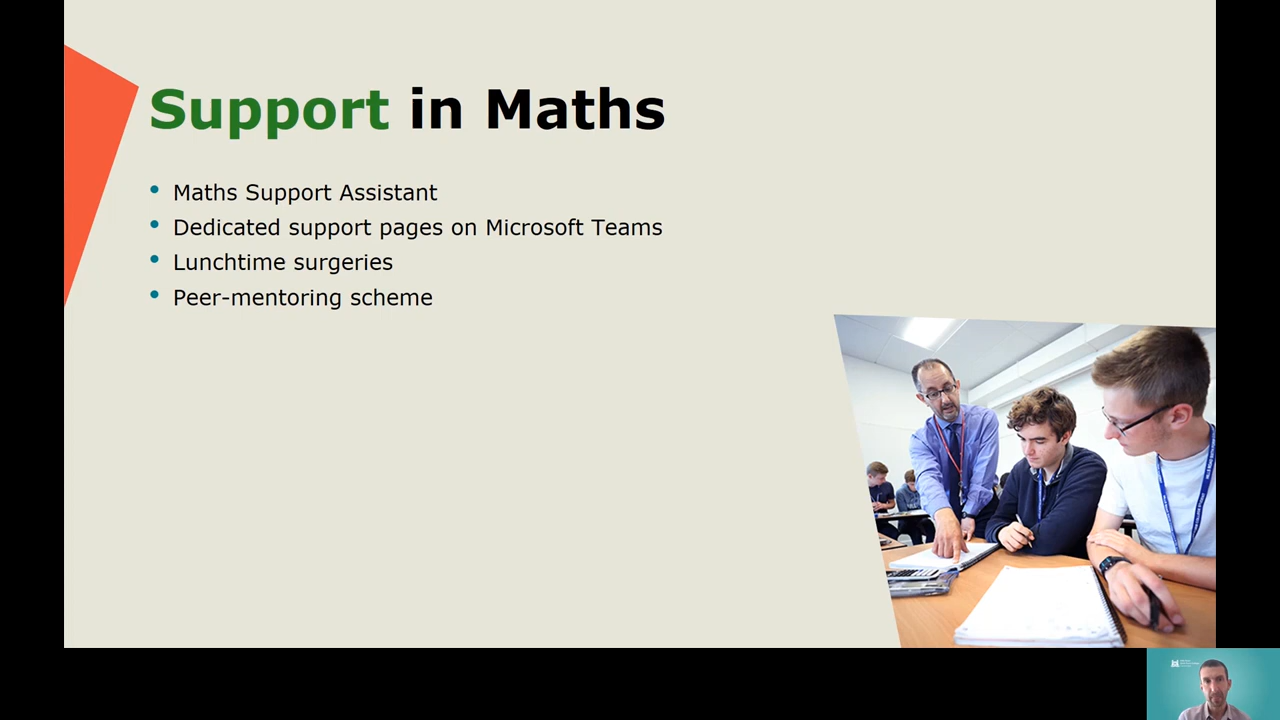 Support in Maths
Maths Support Assistant
Dedicated support pages on Microsoft Teams
Lunchtime surgeries
Peer-mentoring scheme